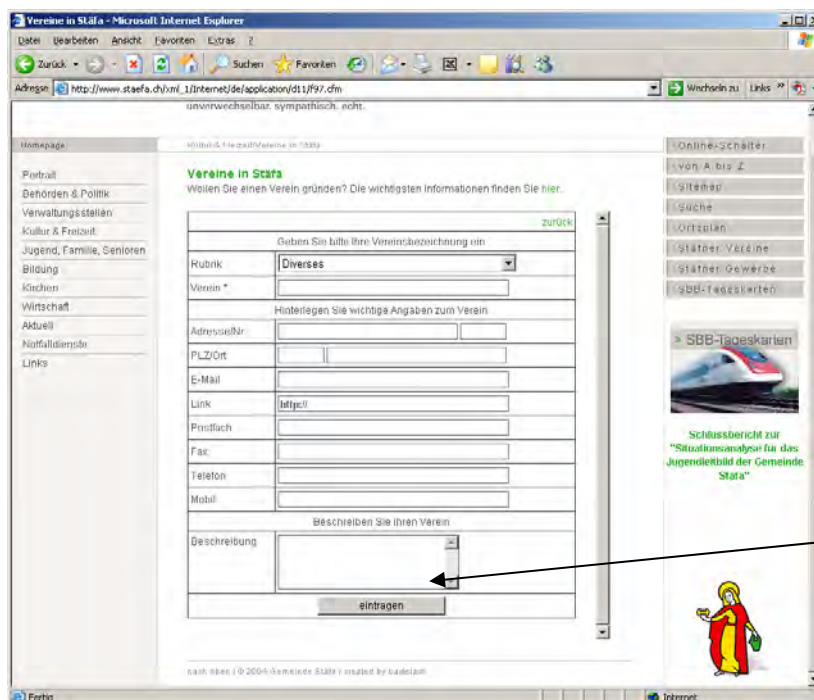 Vereine in Stäfa - Microsoft Internet Explorer
Datei Bearbeiten Ansicht Favoriten Extras ?
Zurück Suchen Favoriten
Adresse http://www.staefa.ch/xml_1/internet/de/application/d11/f97.cfm Wechseln zu Links »
unverwechselbar. sympathisch. echt.
Homepage
Kultur & Freizeit/Vereine in Stäfa
Portrait
Behörden & Politik
Verwaltungsstellen
Kultur & Freizeit
Jugend, Familie, Senioren
Bildung
Kirchen
Wirtschaft
Aktuell
Notfalldienste
Links
Vereine in Stäfa
Wollen Sie einen Verein gründen? Die wichtigsten Informationen finden Sie hier.
zurück
Geben Sie bitte Ihre Vereinsbezeichnung ein
Rubrik Diverses
Verein *
Hinterlegen Sie wichtige Angaben zum Verein
Adresse/Nr
PLZ/Ort
E-Mail
Link http://
Postfach
Fax
Telefon
Mobil
Beschreiben Sie Ihren Verein
Beschreibung
eintragen
nach oben | © 2004 Gemeinde Stäfa | created by
Online-Schalter
von A bis Z
Sitemap
Suche
Ortsplan
Stäfner Vereine
Stäfner Gewerbe
SBB-Tageskarten
> SBB-Tageskarten
Schlussbericht zur
"Situationsanalyse für das
Jugendleitbild der Gemeinde
Stäfa"
Fertig Internet